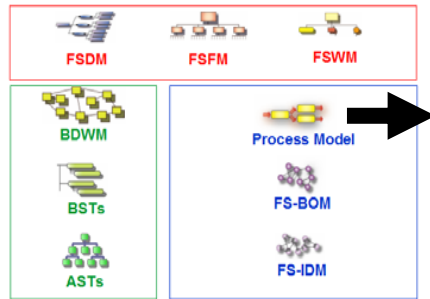 FSDM FSFM FSWM
BDWM
Process Model
BSTs
FS-BOM
ASTs
FS-IDM